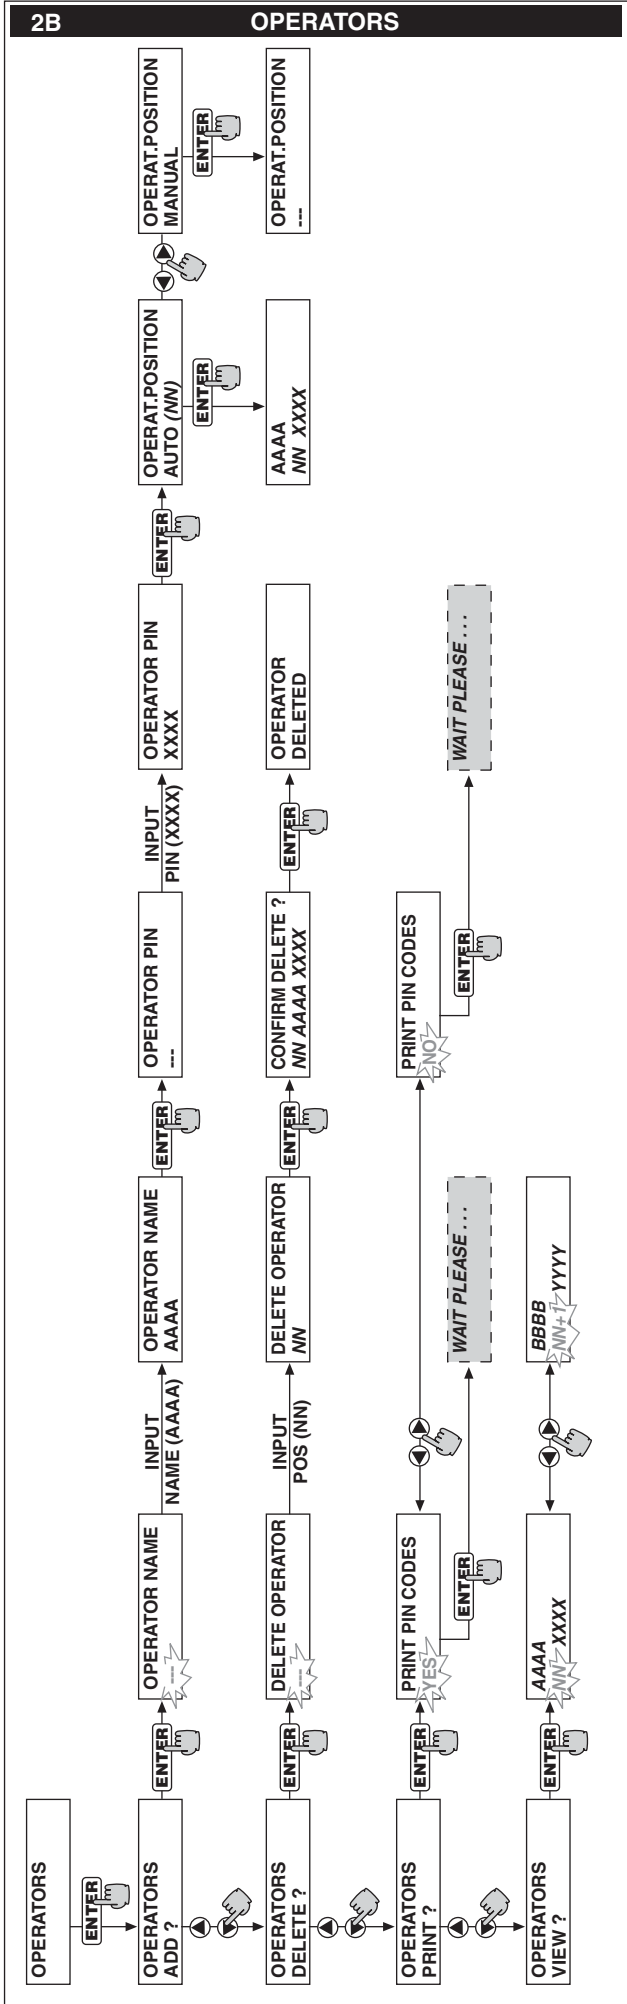 2B
OPERATORS
OPERATORS
ENTER
OPERATORS
ADD ?
ENTER
OPERATOR NAME
---
INPUT
NAME (AAAA)
OPERATOR NAME
AAAA
ENTER
OPERATOR PIN
---
INPUT
PIN (XXXX)
OPERATOR PIN
XXXX
ENTER
OPERAT.POSITION
AUTO (NN)
ENTER
AAAA
NN XXXX
OPERAT.POSITION
MANUAL
ENTER
OPERAT.POSITION
---
OPERATORS
DELETE ?
ENTER
DELETE OPERATOR
---
INPUT
POS (NN)
DELETE OPERATOR
NN
ENTER
CONFIRM DELETE ?
NN AAAA XXXX
ENTER
OPERATOR
DELETED
OPERATORS
PRINT ?
ENTER
PRINT PIN CODES
YES
ENTER
WAIT PLEASE . . .
PRINT PIN CODES
NO
ENTER
WAIT PLEASE . . .
OPERATORS
VIEW ?
ENTER
AAAA
NN XXXX
BBBB
NN+1 YYYY